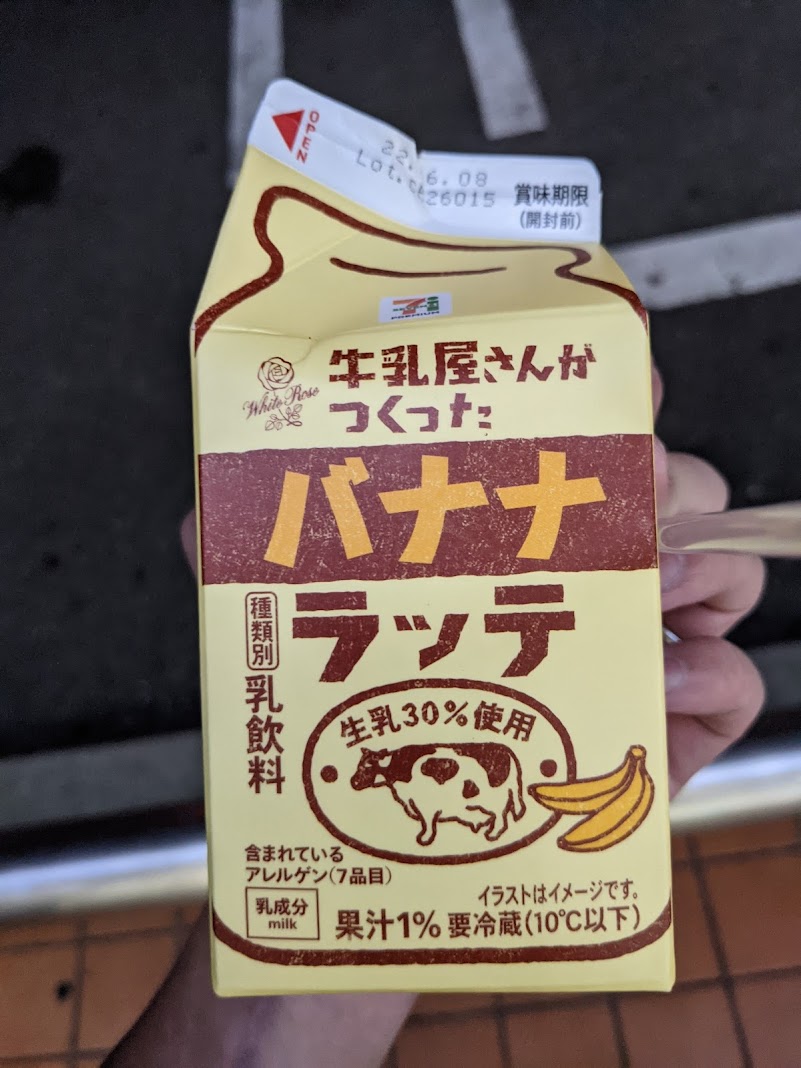 OPEN
6.08
26015
賞味期限
(開封前)
7i
PREMIUM
White Rose
牛乳屋さんが
つくった
バナナ
ラッテ
種類別
乳飲料
生乳30%使用
含まれている
アレルゲン(7品目)
乳成分
milk
イラストはイメージです。
果汁1% 要冷蔵(10℃以下)